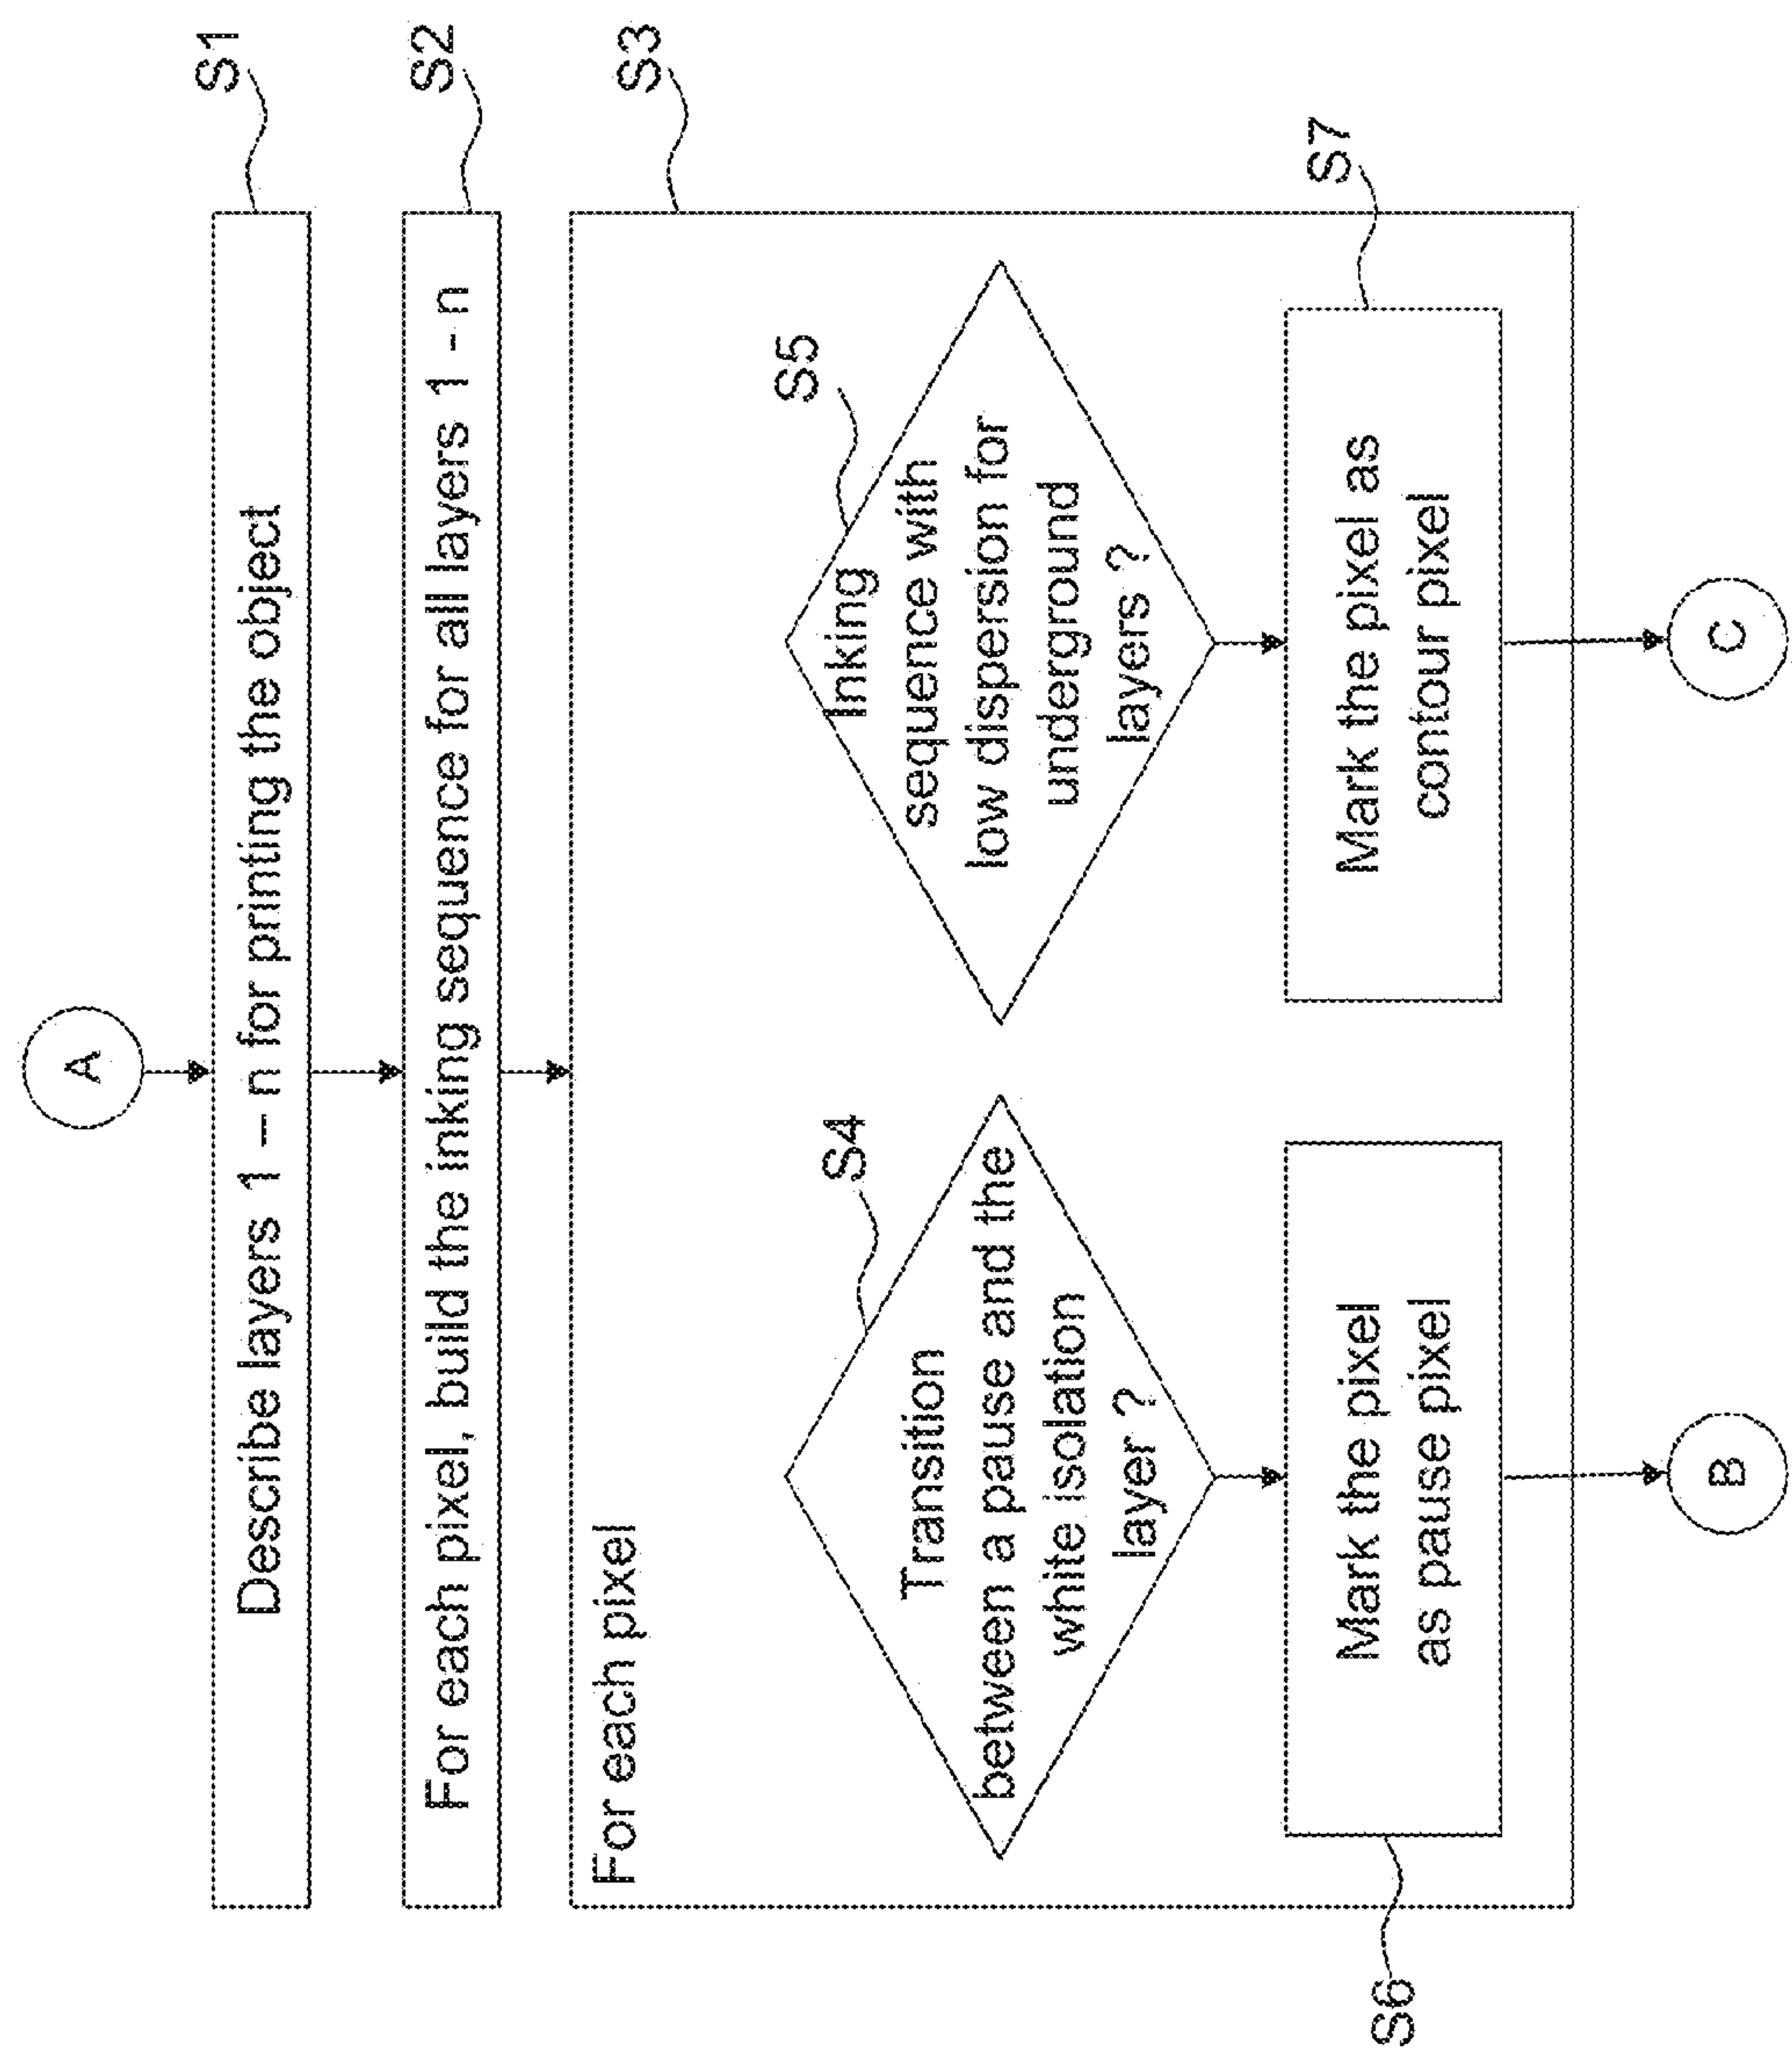 A
S1
Describe layers 1 – n for printing the object
S2
For each pixel, build the inking sequence for all layers 1 - n
S3
For each pixel
S4
Transition
between a pause and the
white isolation
layer ?
S5
Inking
sequence with
low dispersion for
underground
layers ?
S6
Mark the pixel
as pause pixel
S7
Mark the pixel as
contour pixel
B
C